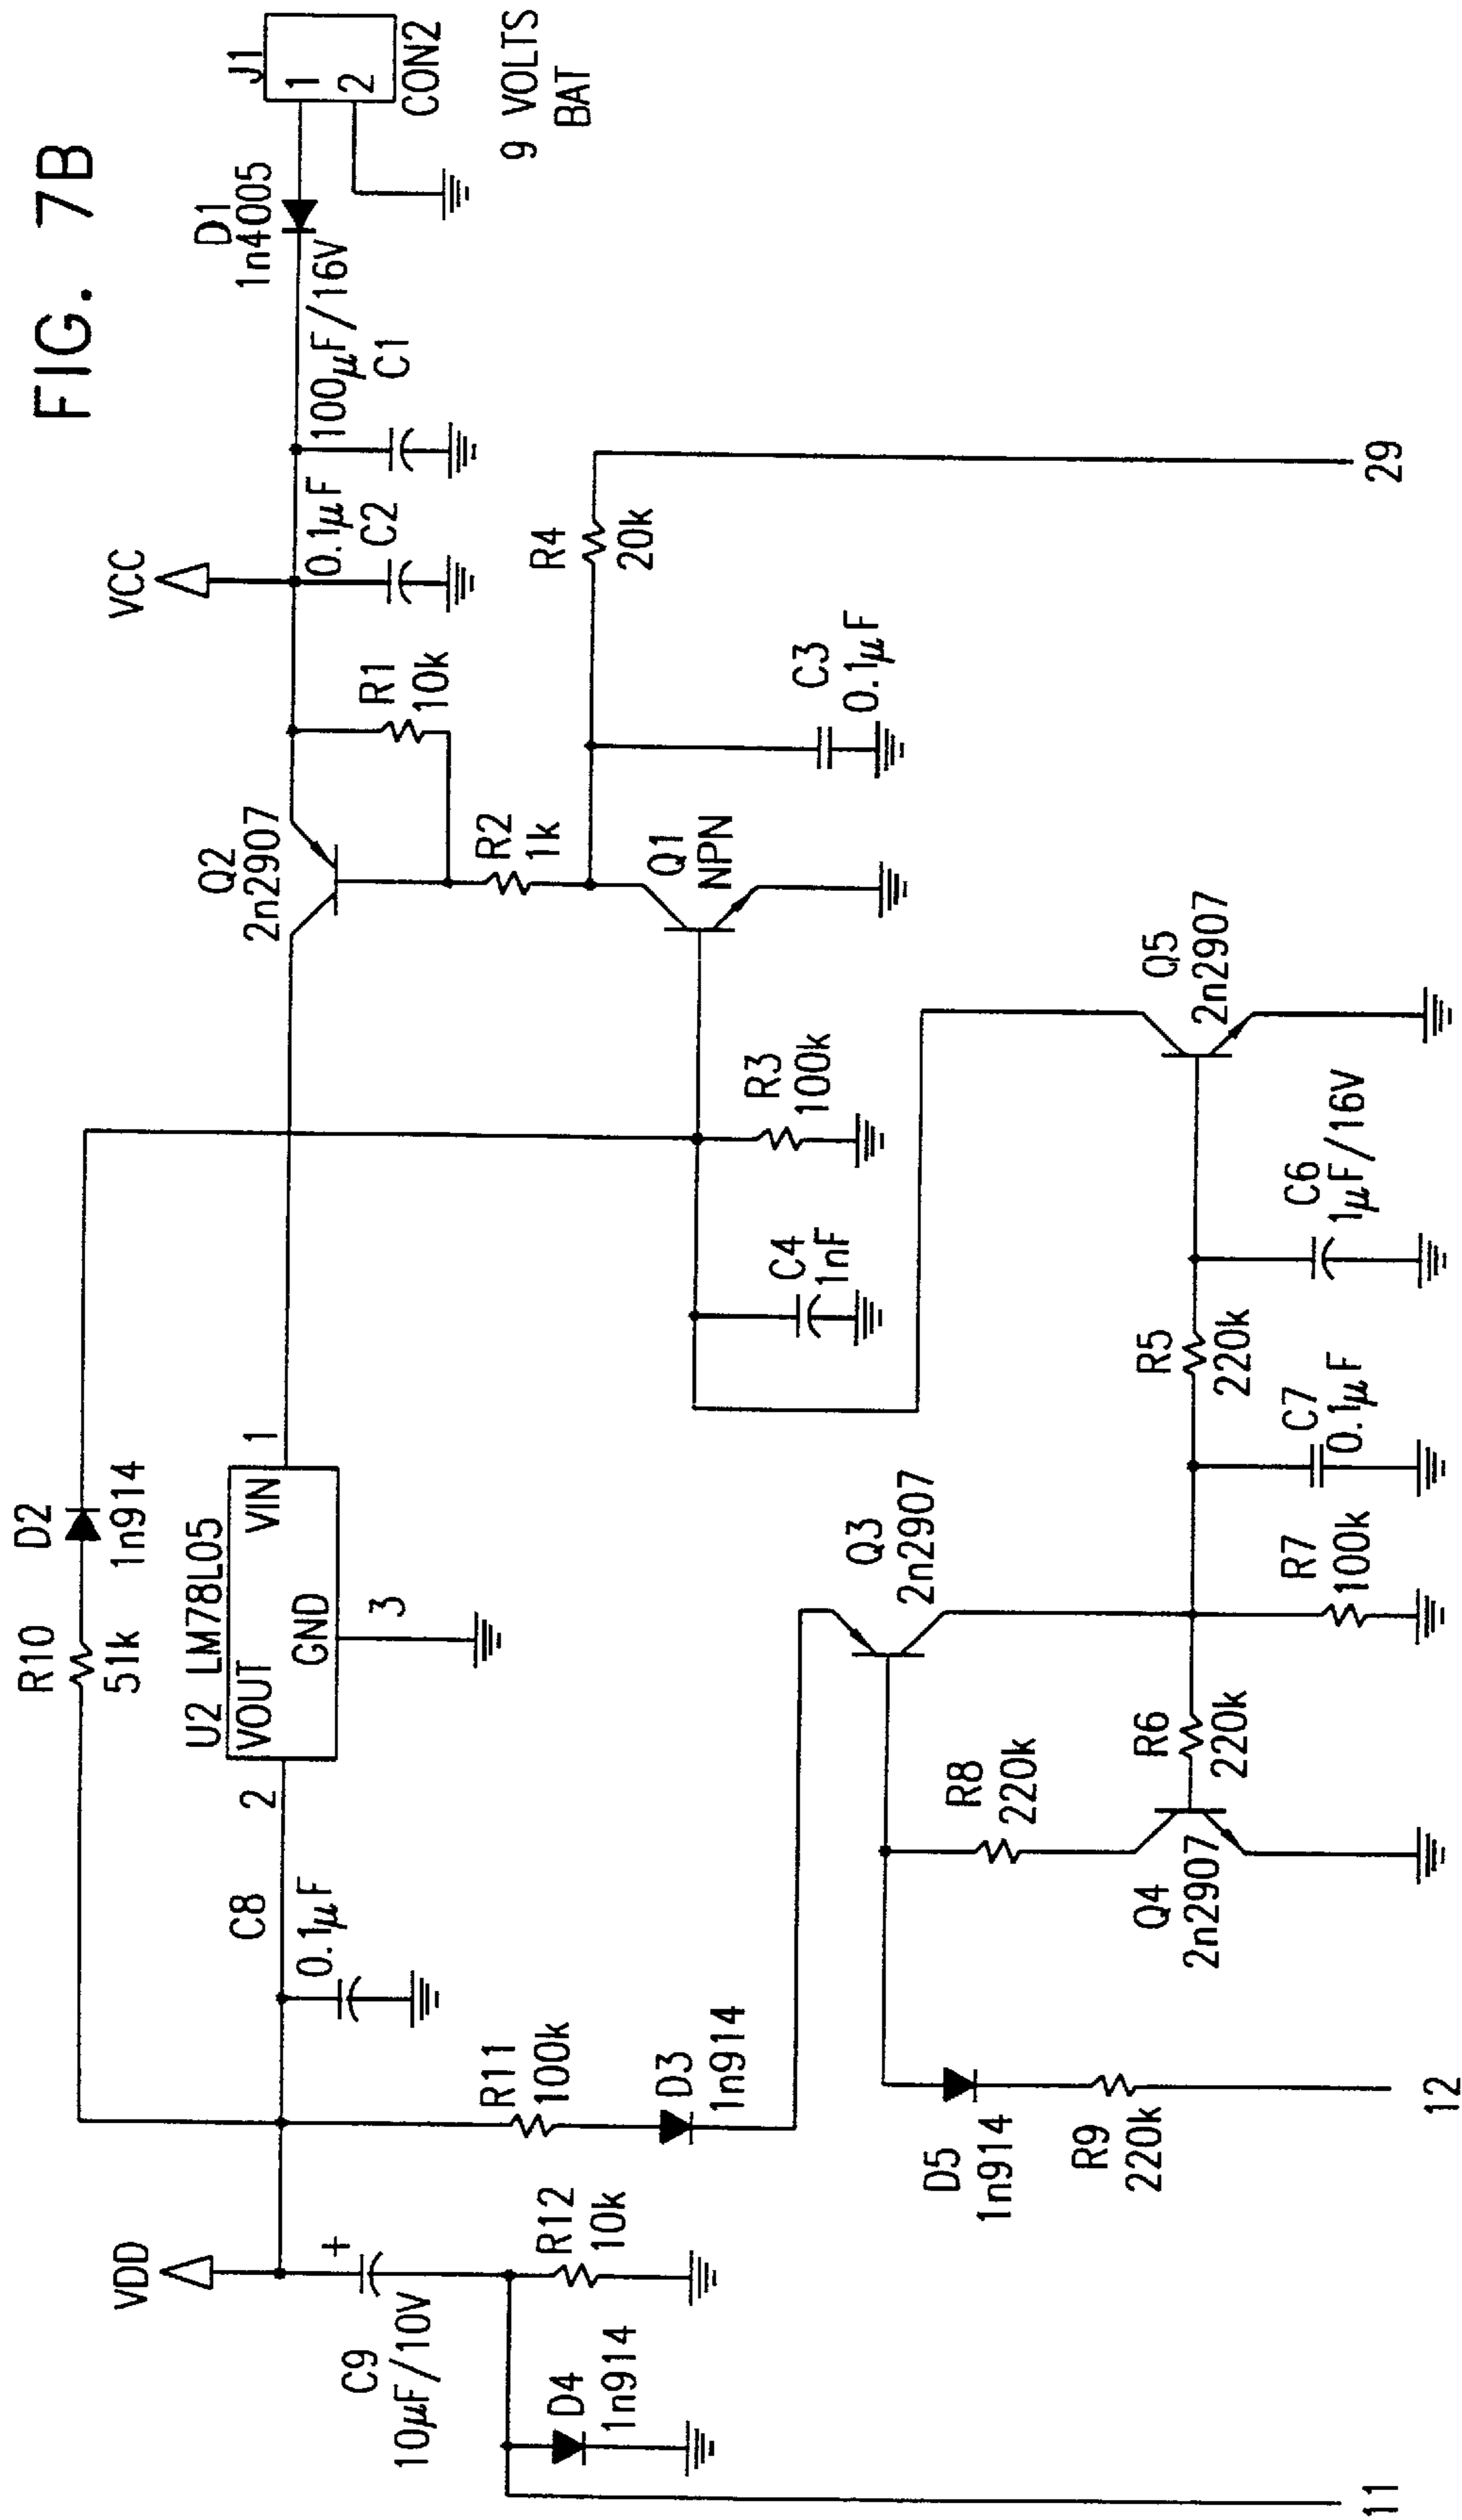 FIG. 7B
J1
1
2
CON2
9 VOLTS
BAT
D1
1n4005
100µF/16V
C1
0.1µF
C2
VCC
R1
10k
R4
20k
29
C3
0.1µF
Q2
2n2907
R2
1k
Q1
NPN
Q5
2n2907
R3
100k
C4
1nF
C6
1µF/16V
R5
220k
C7
0.1µF
D2
1n914
R10
51k
U2 LM78L05
VIN
1
GND
3
VOUT
2
Q3
2n2907
R7
100k
R6
220k
R8
220k
Q4
2n2907
C8
0.1µF
R11
100k
D3
1n914
D5
1n914
R9
220k
12
VDD
+
C9
10µF/10V
R12
10k
D4
1n914
11